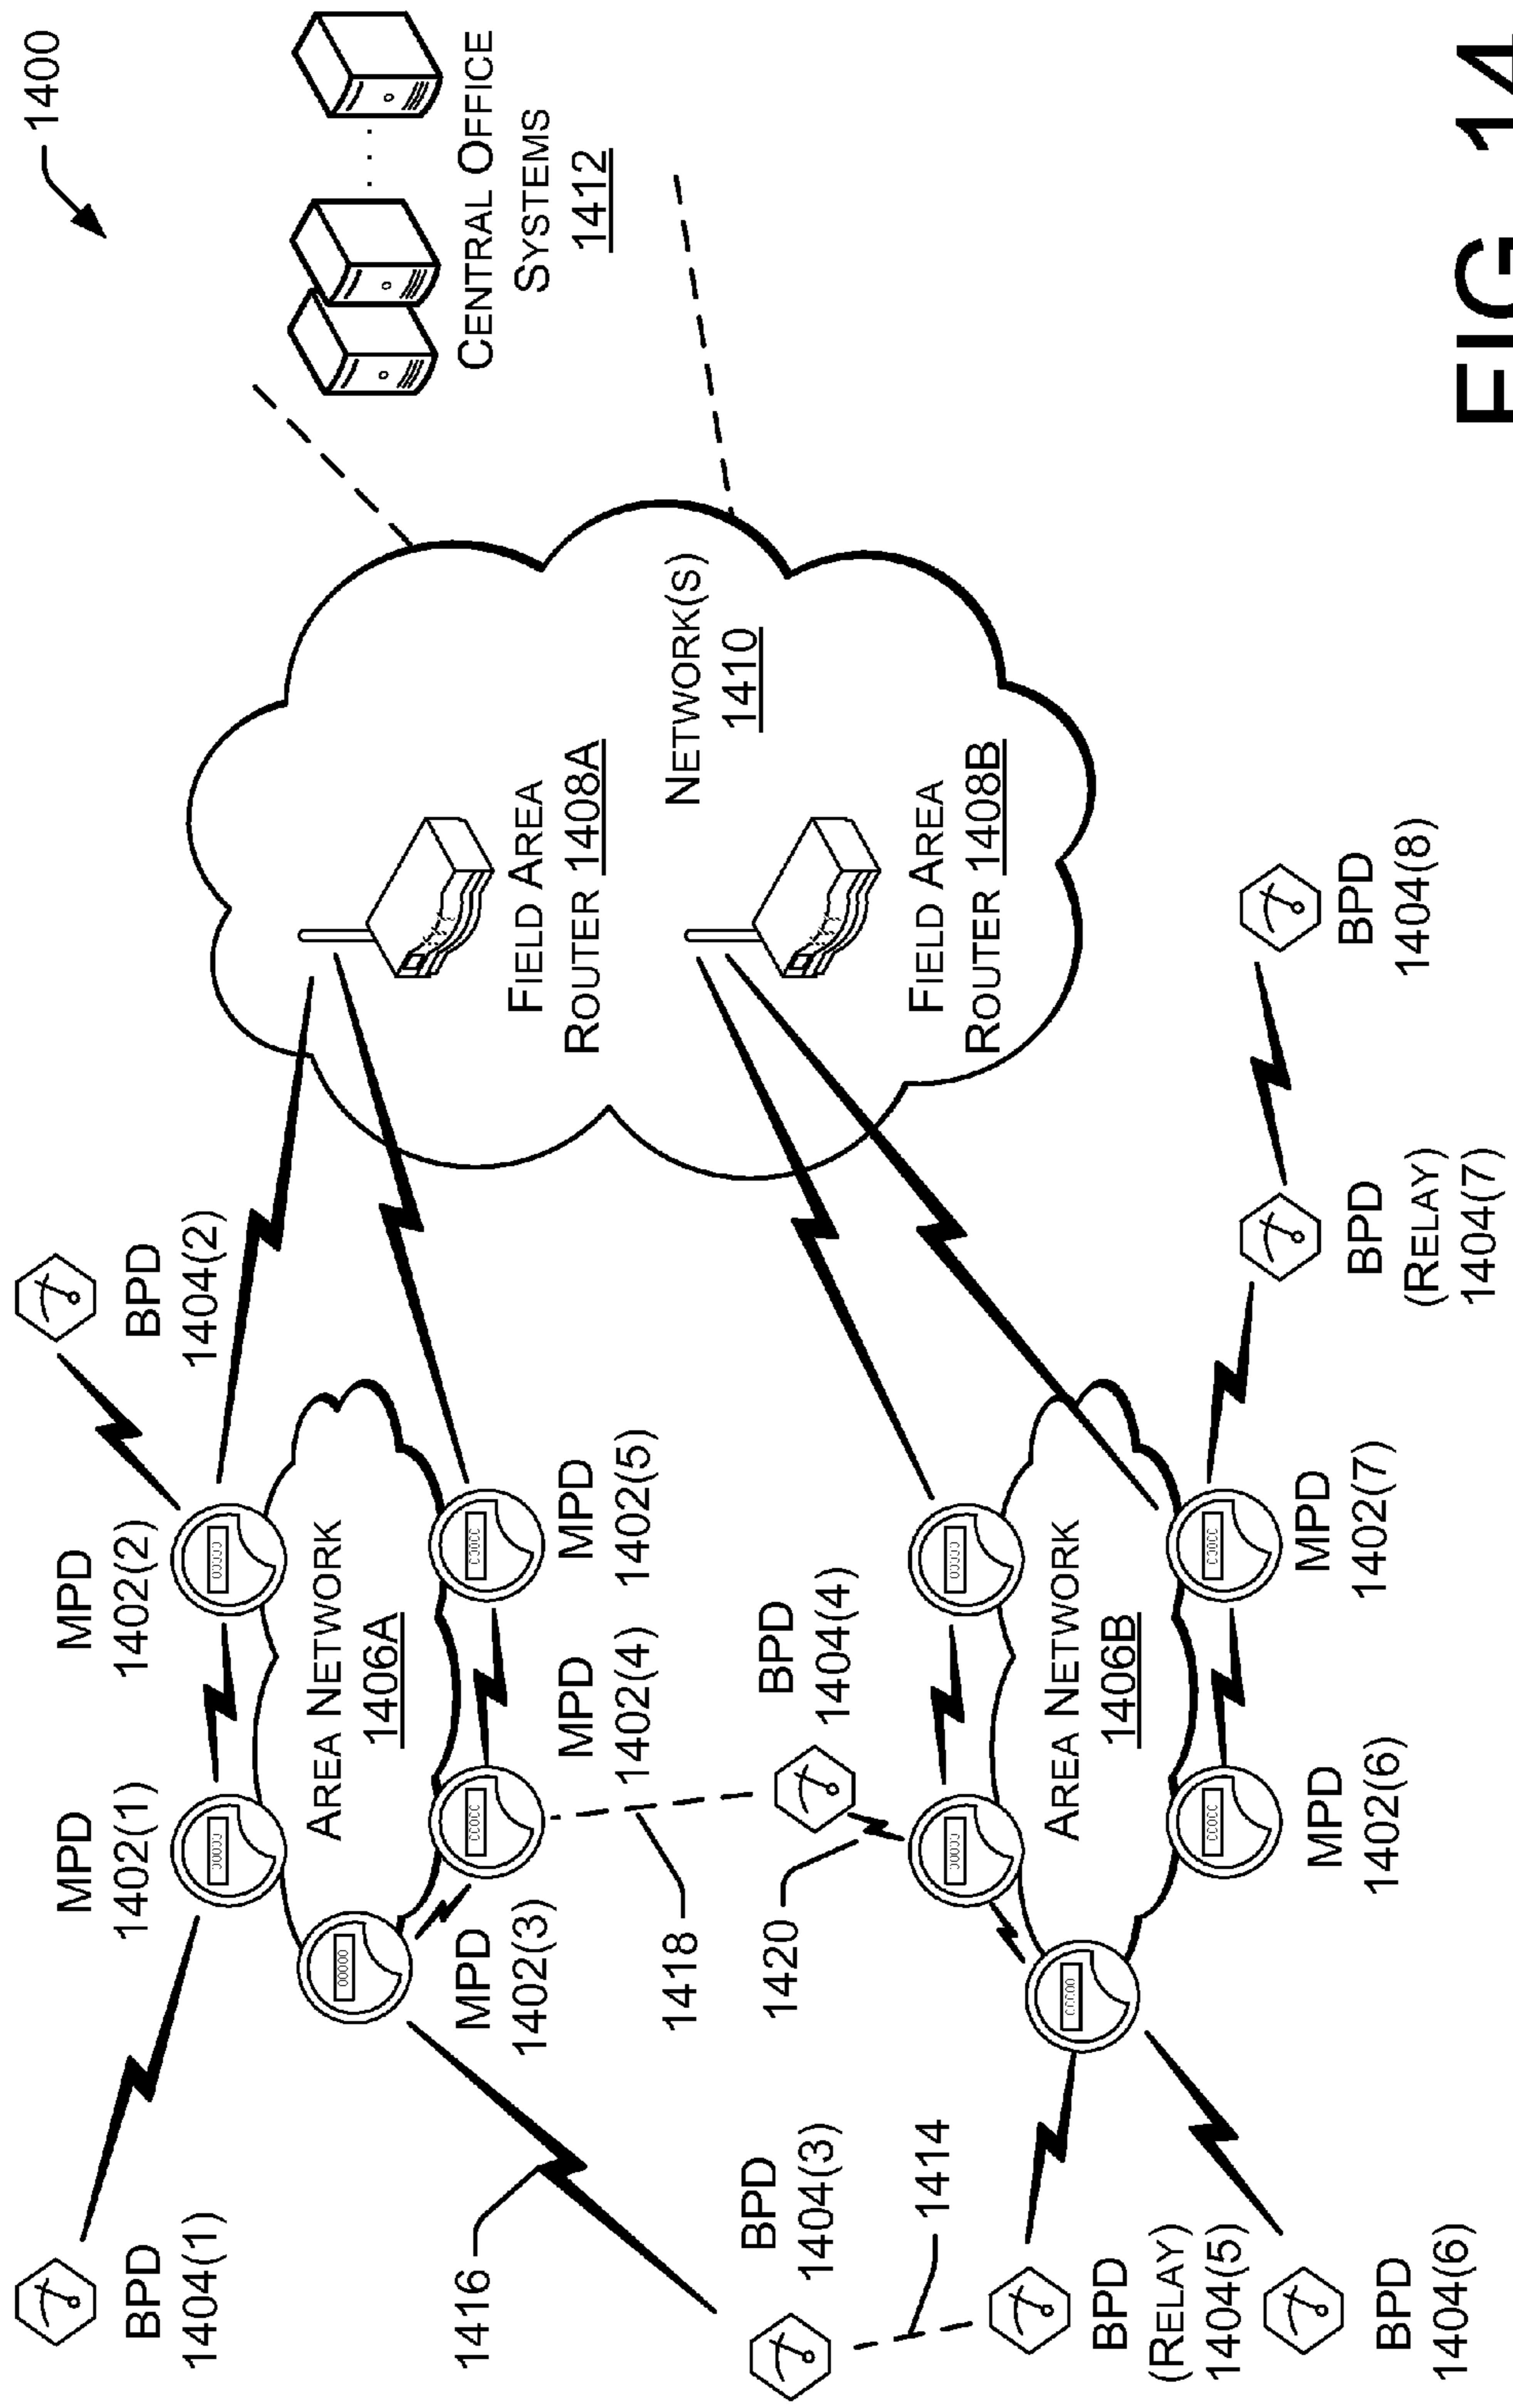 1400
CENTRAL OFFICE
SYSTEMS
1412
BPD
1404(2)
MPD
1402(2)
MPD
1402(1)
BPD
1404(1)
AREA NETWORK
1406A
MPD
1402(5)
MPD
1402(4)
MPD
1402(3)
1416
FIELD AREA
ROUTER 1408A
NETWORK(S)
1410
FIELD AREA
ROUTER 1408B
1418
1420
BPD
1404(4)
BPD
1404(3)
1414
AREA NETWORK
1406B
MPD
1402(7)
MPD
1402(6)
BPD
(RELAY)
1404(5)
BPD
1404(6)
BPD
(RELAY)
1404(7)
BPD
1404(8)
FIG 14